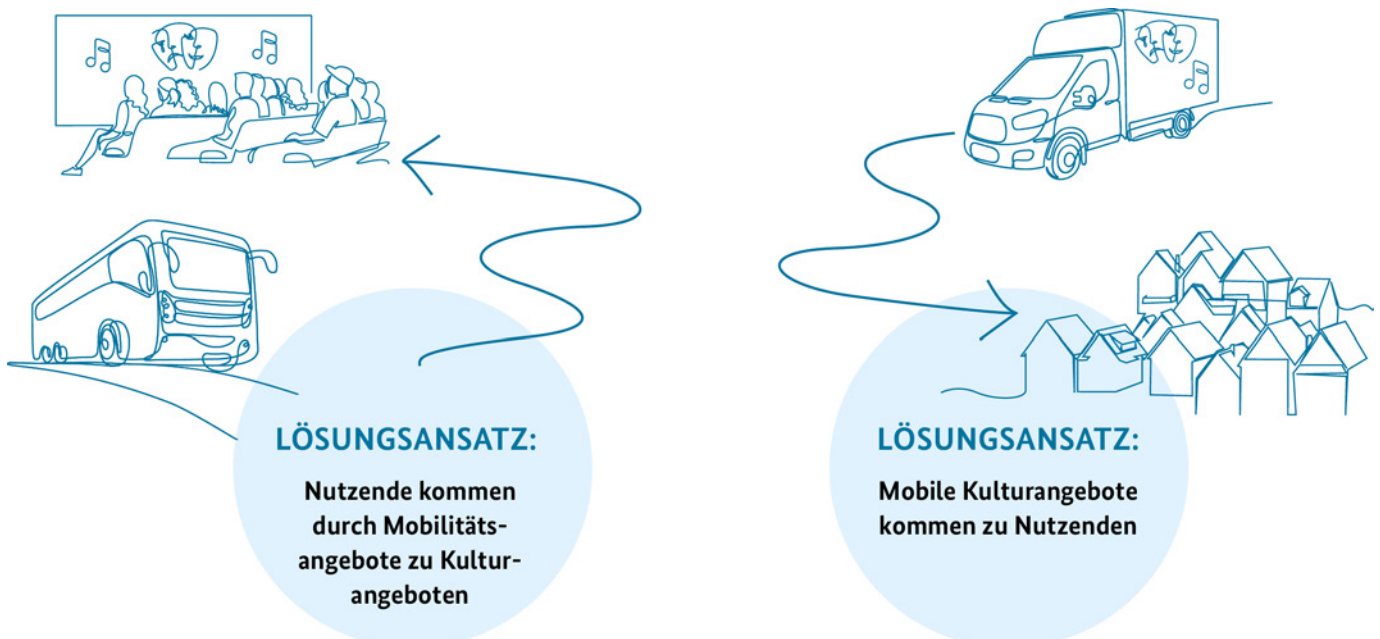 LÖSUNGSANSATZ:
Nutzende kommen
durch Mobilitäts-
angebote zu Kultur-
angeboten
LÖSUNGSANSATZ:
Mobile Kulturangebote
kommen zu Nutzenden